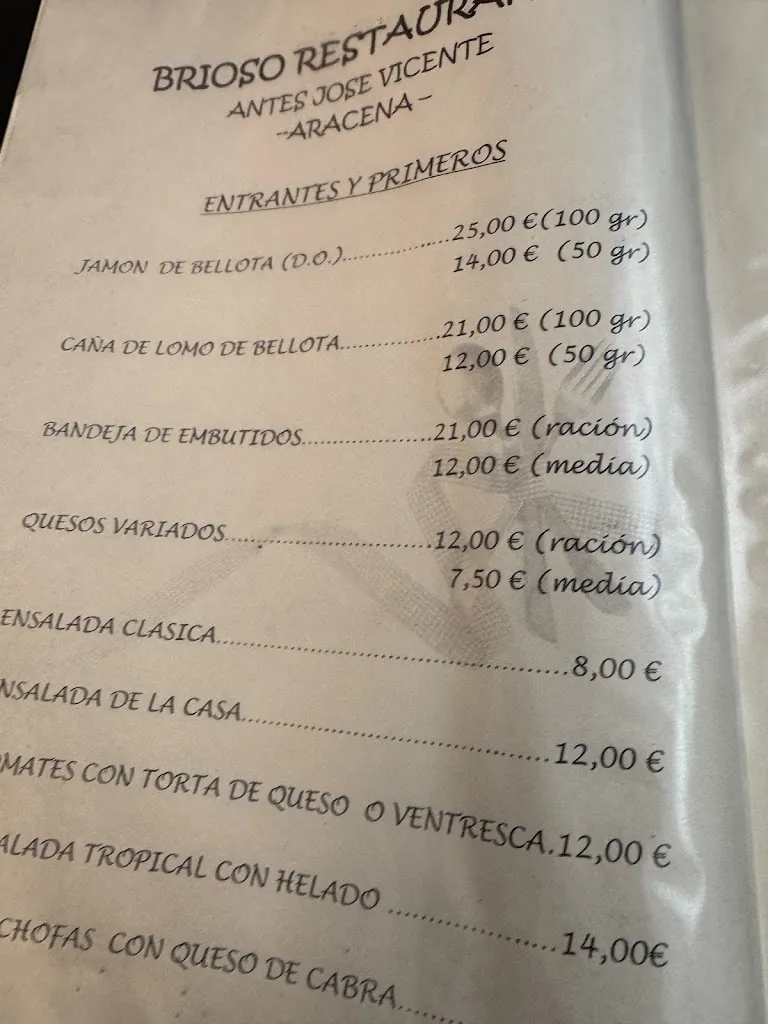 BRIOSO RESTAURA
ANTES JOSE VICENTE
-ARACENA-
ENTRANTES Y PRIMEROS
JAMON DE BELLOTA (D.O.)..................25,00 €(100 gr)
14,00 € (50 gr)
CAÑA DE LOMO DE BELLOTA................21,00 € (100 gr)
12,00 € (50 gr)
BANDEJA DE EMBUTIDOS....................21,00 € (ración)
12,00 € (media)
QUESOS VARIADOS..............................12,00 € (ración)
7,50 € (media)
ENSALADA CLASICA....................................................8,00 €
NSALADA DE LA CASA.............................................12,00 €
OMATES CON TORTA DE QUESO O VENTRESCA.12,00 €
ALADA TROPICAL CON HELADO .........................14,00€
CHOFAS CON QUESO DE CABRA..........